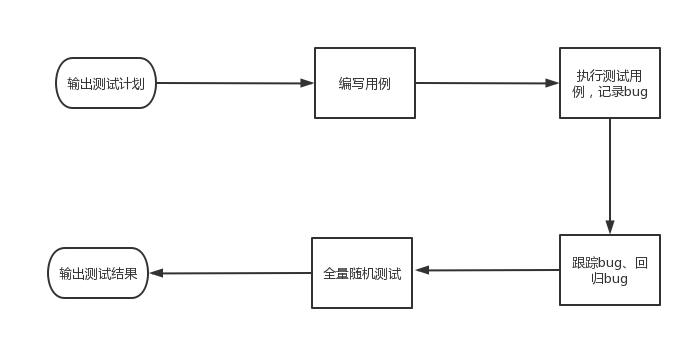 输出测试计划
编写用例
执行测试用
例，记录bug
跟踪bug、回
归bug
全量随机测试
输出测试结果